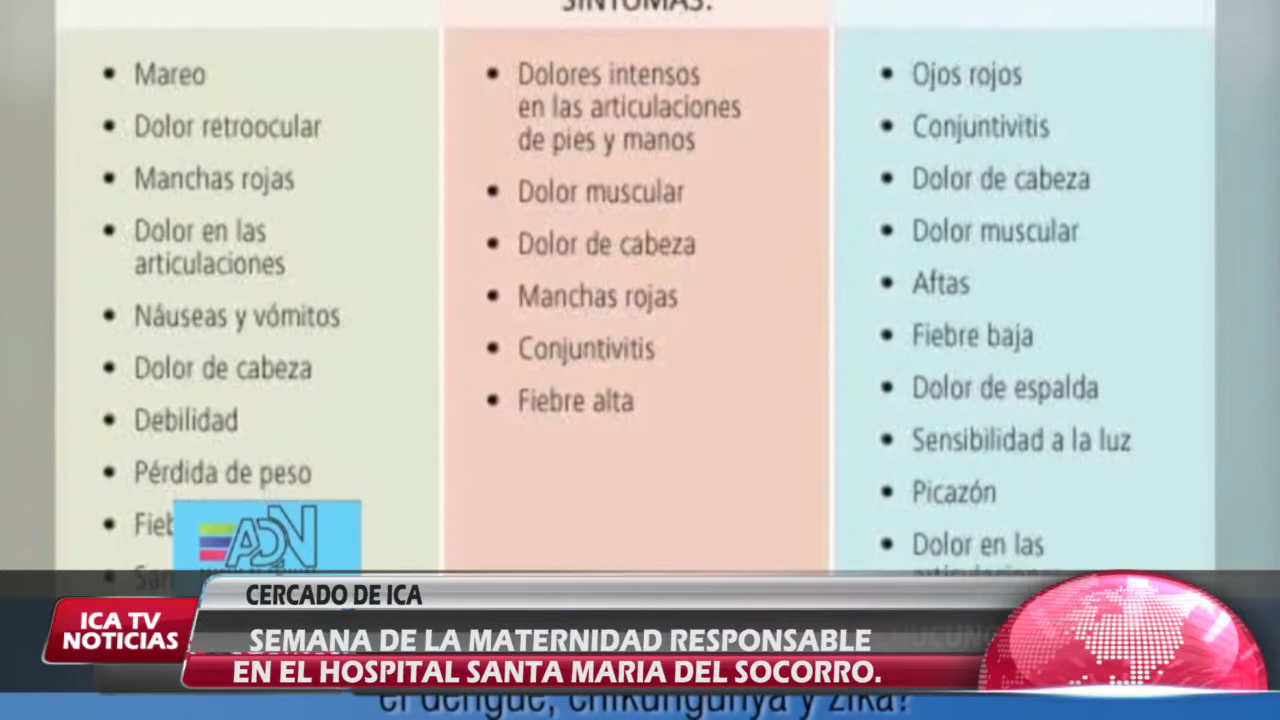 SÍNTOMAS:
• Mareo
• Dolor retroocular
• Manchas rojas
• Dolor en las
articulaciones
• Náuseas y vómitos
• Dolor de cabeza
• Debilidad
• Pérdida de peso
• Dolores intensos
en las articulaciones
de pies y manos
• Dolor muscular
• Dolor de cabeza
• Manchas rojas
• Conjuntivitis
• Fiebre alta
• Ojos rojos
• Conjuntivitis
• Dolor de cabeza
• Dolor muscular
• Aftas
• Fiebre baja
• Dolor de espalda
• Sensibilidad a la luz
• Picazón
• Dolor en las
articulaciones
ADN
CERCADO DE ICA
ICA TV
NOTICIAS
SEMANA DE LA MATERNIDAD RESPONSABLE
EN EL HOSPITAL SANTA MARIA DEL SOCORRO.
el dengue, chikungunya y zika?